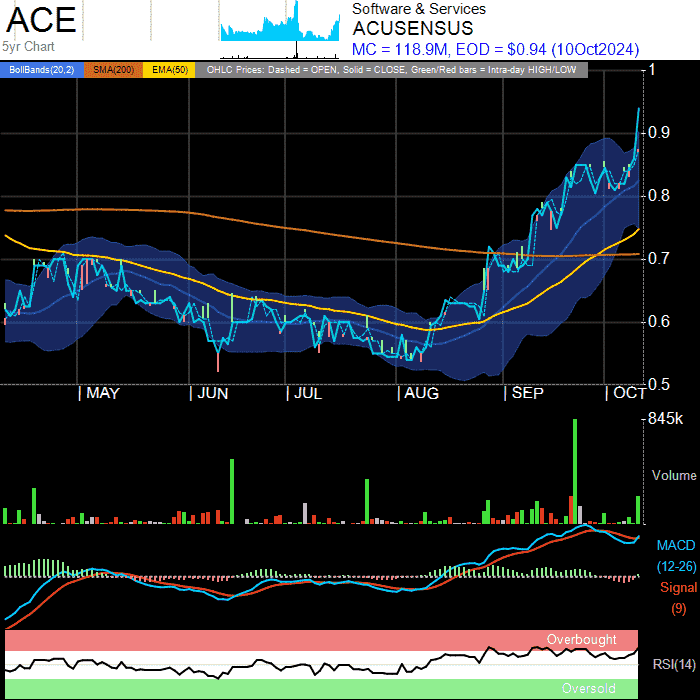 ACE
5yr Chart
Software & Services
ACUSENSUS
MC = 118.9M, EOD = $0.94 (10Oct2024)
BollBands(20,2) SMA(200) EMA(50) OHLC Prices: Dashed = OPEN, Solid = CLOSE, Green/Red bars = Intra-day HIGH/LOW
1
0.9
0.8
0.7
0.6
0.5
| MAY | JUN | JUL | AUG | SEP | OCT
845k
Volume
MACD
(12-26)
Signal
(9)
Overbought
RSI(14)
Oversold